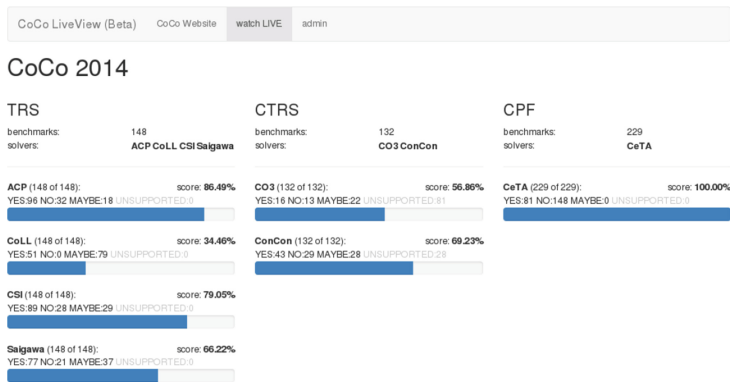 CoCo LiveView (Beta) CoCo Website watch LIVE admin
CoCo 2014
TRS
benchmarks: 148
solvers: ACP CoLL CSI Saigawa
ACP (148 of 148): score: 86.49%
YES:96 NO:32 MAYBE:18 UNSUPPORTED:0
CoLL (148 of 148): score: 34.46%
YES:51 NO:0 MAYBE:79 UNSUPPORTED:0
CSI (148 of 148): score: 79.05%
YES:89 NO:28 MAYBE:29 UNSUPPORTED:0
Saigawa (148 of 148): score: 66.22%
YES:77 NO:21 MAYBE:37 UNSUPPORTED:0
CTRS
benchmarks: 132
solvers: CO3 ConCon
CO3 (132 of 132): score: 56.86%
YES:16 NO:13 MAYBE:22 UNSUPPORTED:81
ConCon (132 of 132): score: 69.23%
YES:43 NO:29 MAYBE:28 UNSUPPORTED:28
CPF
benchmarks: 229
solvers: CeTA
CeTA (229 of 229): score: 100.00%
YES:81 NO:148 MAYBE:0 UNSUPPORTED:0